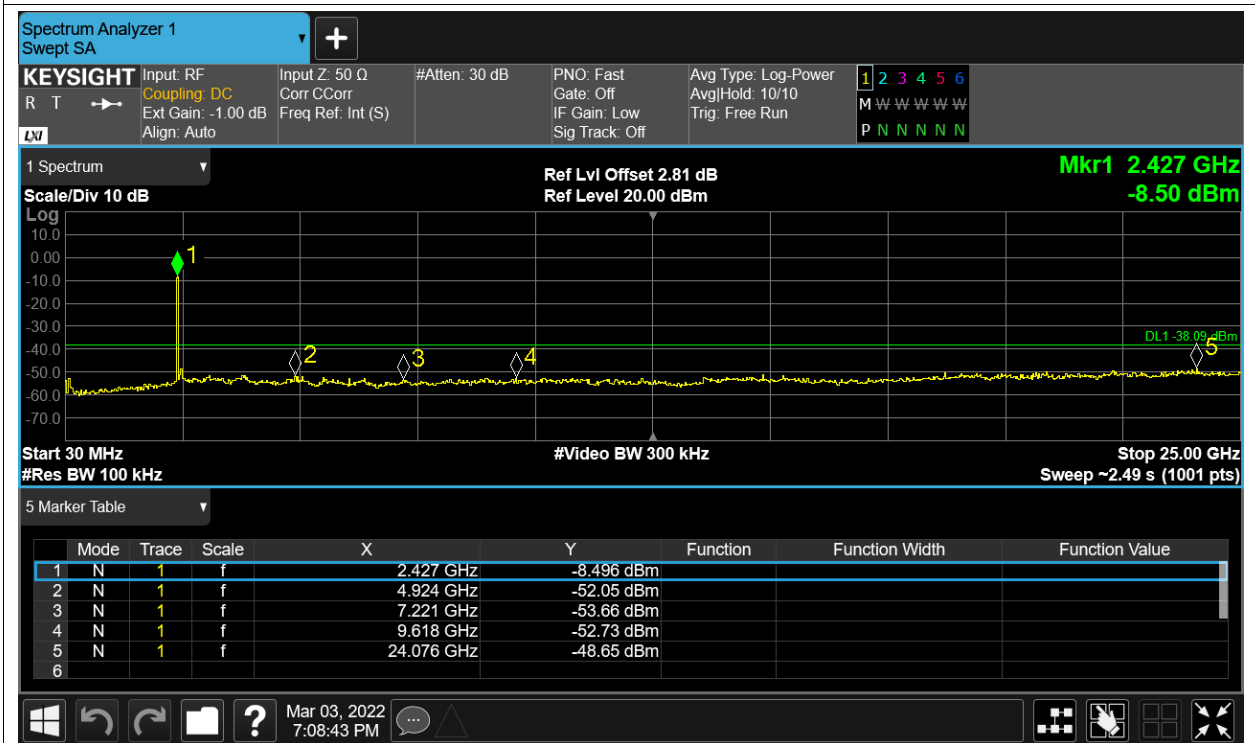 Spectrum Analyzer 1
Swept SA
KEYSIGHT
R T
LXI
Input: RF
Coupling: DC
Ext Gain: -1.00 dB
Align: Auto
Input Z: 50 Ω
Corr CCorr
Freq Ref: Int (S)
#Atten: 30 dB
PNO: Fast
Gate: Off
IF Gain: Low
Sig Track: Off
Avg Type: Log-Power
Avg|Hold: 10/10
Trig: Free Run
1 2 3 4 5 6
M W W W W W
P N N N N N
1 Spectrum
Scale/Div 10 dB
Ref Lvl Offset 2.81 dB
Ref Level 20.00 dBm
Mkr1 2.427 GHz
-8.50 dBm
Log
10.0
0.00
-10.0
-20.0
-30.0
-40.0
-50.0
-60.0
-70.0
1
2
3
4
5
DL1 -38.09 dBm
Start 30 MHz
#Video BW 300 kHz
Stop 25.00 GHz
#Res BW 100 kHz
Sweep ~2.49 s (1001 pts)
5 Marker Table
Mode Trace Scale X Y Function Function Width Function Value
1 N 1 f 2.427 GHz -8.496 dBm
2 N 1 f 4.924 GHz -52.05 dBm
3 N 1 f 7.221 GHz -53.66 dBm
4 N 1 f 9.618 GHz -52.73 dBm
5 N 1 f 24.076 GHz -48.65 dBm
6
?
Mar 03, 2022
7:08:43 PM